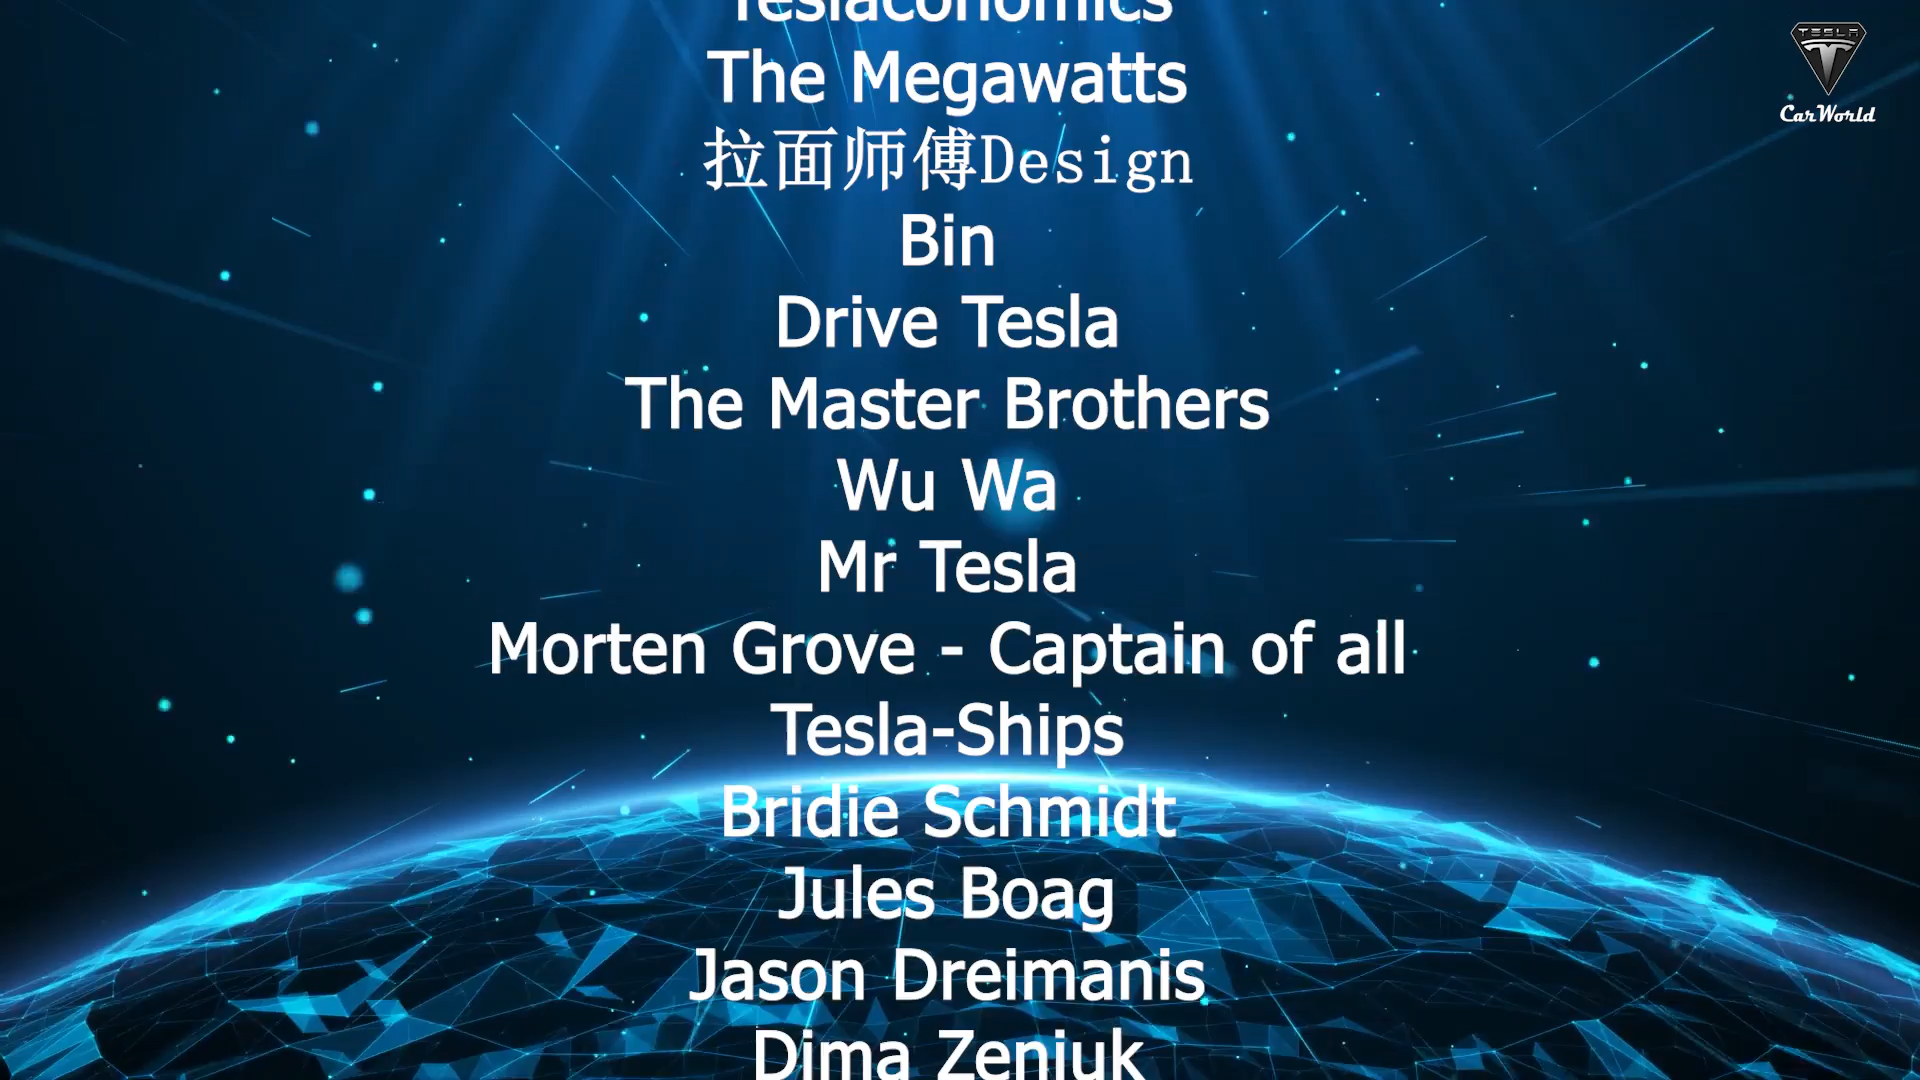 Teslaconomics
The Megawatts
拉面师傅Design
Bin
Drive Tesla
The Master Brothers
Wu Wa
Mr Tesla
Morten Grove - Captain of all
Tesla-Ships
Bridie Schmidt
Jules Boag
Jason Dreimanis
Dima Zeniuk
TESLA
CarWorld